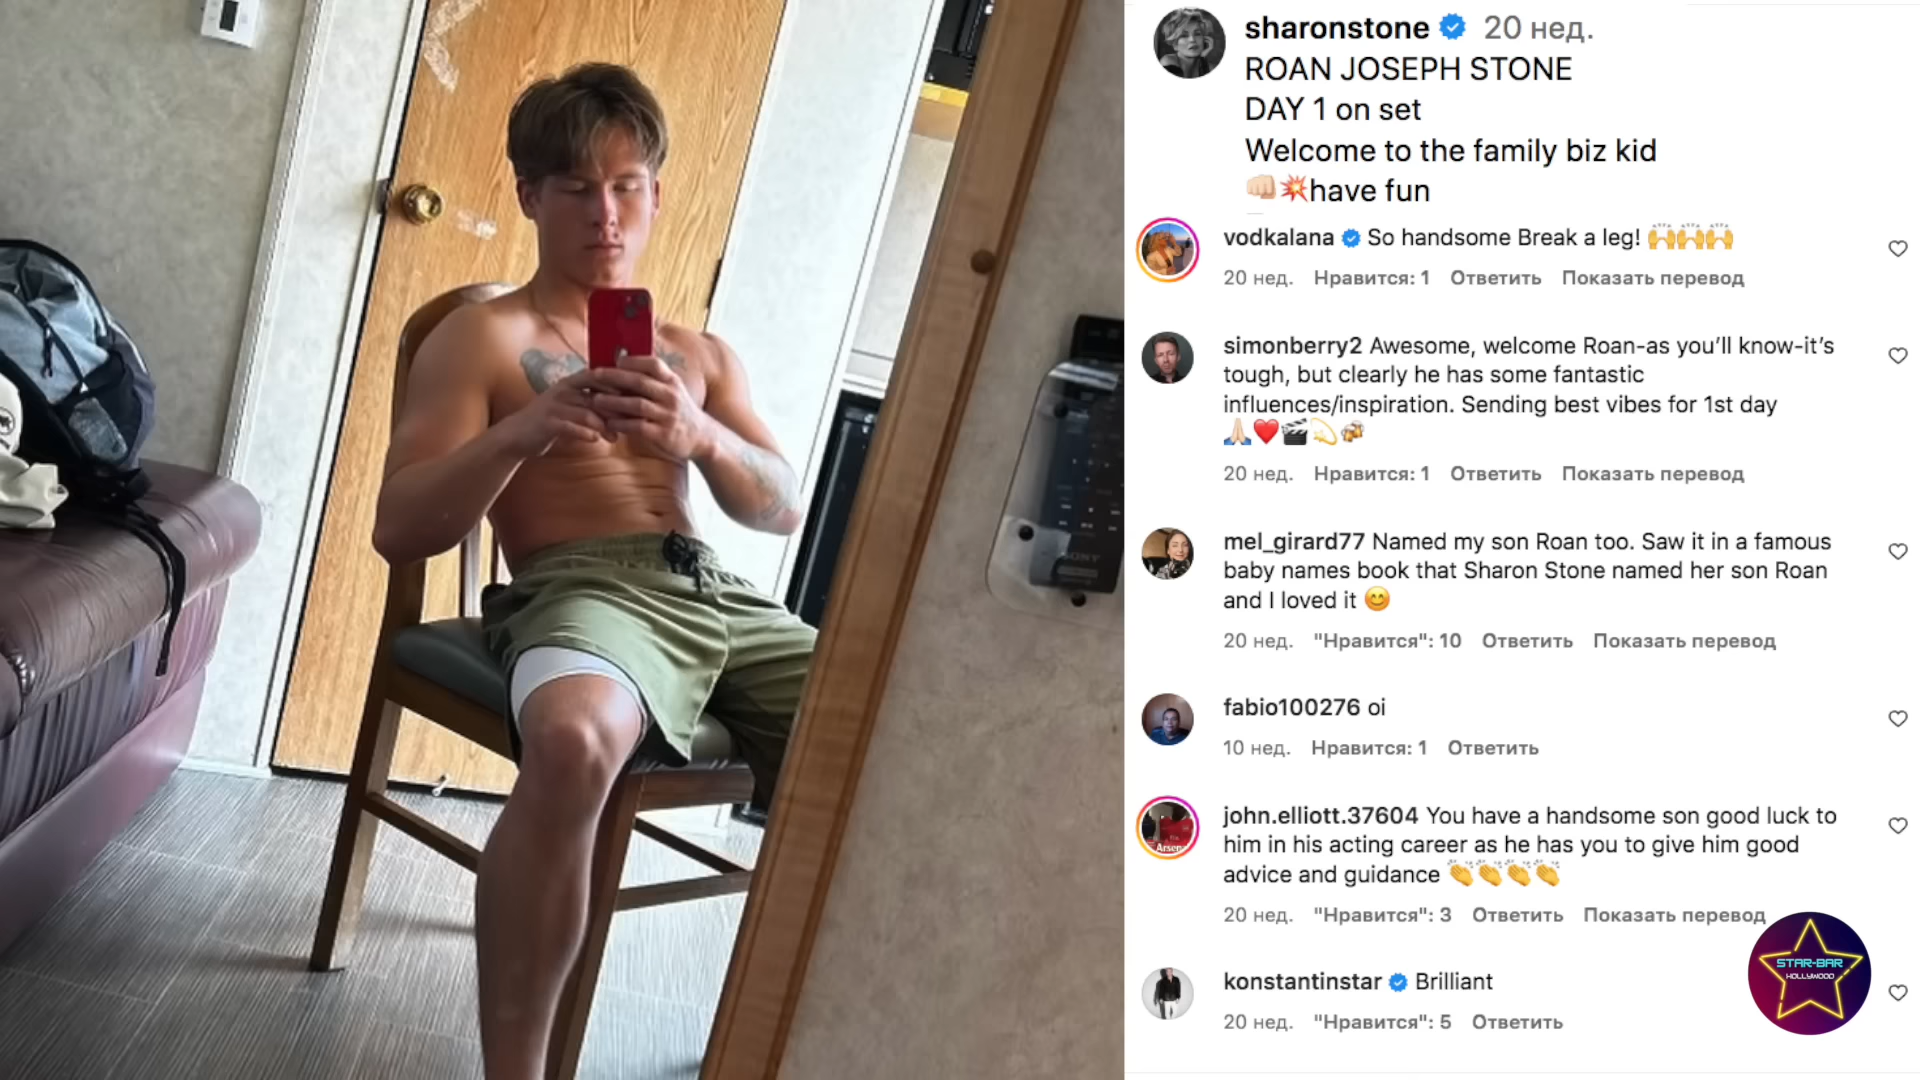 sharonstone 20 нед.
ROAN JOSEPH STONE
DAY 1 on set
Welcome to the family biz kid
👊🏻💥have fun
vodkalana So handsome Break a leg! 🙌🙌🙌
20 нед. Нравится: 1 Ответить Показать перевод
simonberry2 Awesome, welcome Roan-as you’ll know-it’s
tough, but clearly he has some fantastic
influences/inspiration. Sending best vibes for 1st day
🙏🏻❤️🎬💫🍻
20 нед. Нравится: 1 Ответить Показать перевод
mel_girard77 Named my son Roan too. Saw it in a famous
baby names book that Sharon Stone named her son Roan
and I loved it 😊
20 нед. "Нравится": 10 Ответить Показать перевод
fabio100276 oi
10 нед. Нравится: 1 Ответить
john.elliott.37604 You have a handsome son good luck to
him in his acting career as he has you to give him good
advice and guidance 👏👏👏👏
20 нед. "Нравится": 3 Ответить Показать перевод
konstantinstar Brilliant
20 нед. "Нравится": 5 Ответить
STAR-BAR
HOLLYWOOD
SONY
Arsenal